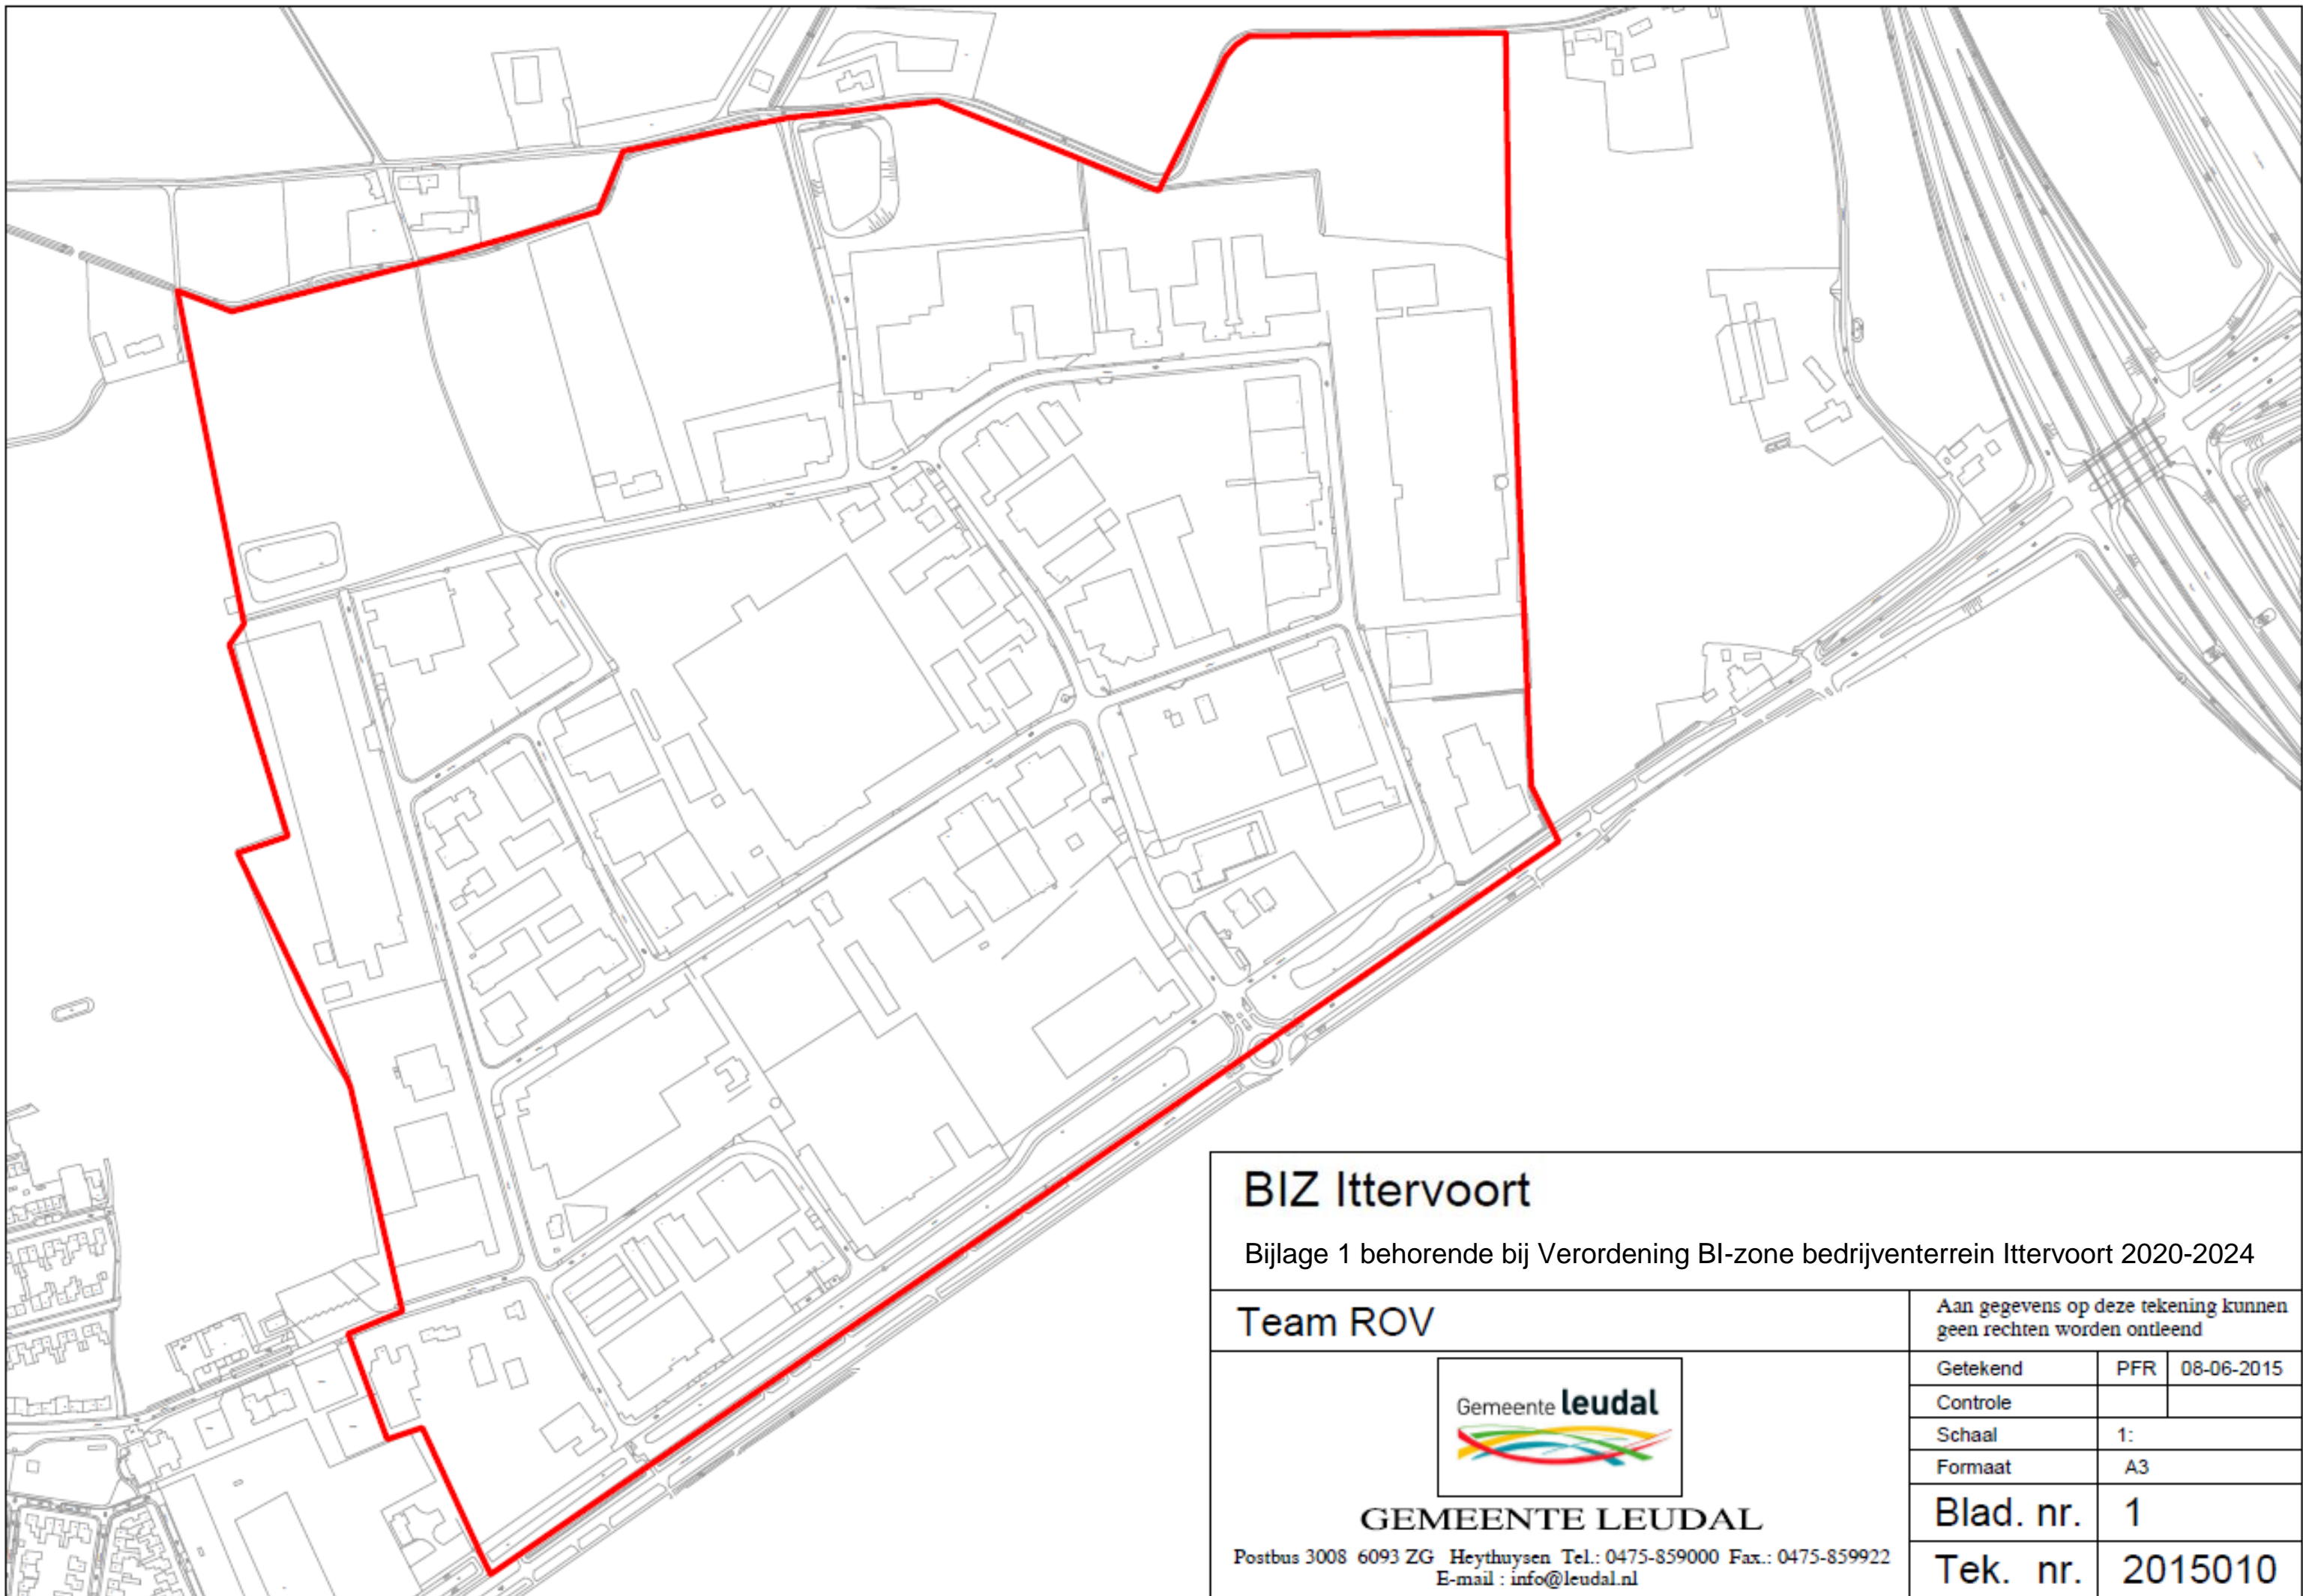 BIZ Ittervoort
Bijlage 1 behorende bij Verordening BI-zone bedrijventerrein Ittervoort 2020-2024
Team ROV
Aan gegevens op deze tekening kunnen
geen rechten worden ontleend
Gemeente leudal
GEMEENTE LEUDAL
Postbus 3008 6093 ZG Heythuysen Tel.: 0475-859000 Fax.: 0475-859922
E-mail : info@leudal.nl
Getekend PFR 08-06-2015
Controle
Schaal 1:
Formaat A3
Blad. nr. 1
Tek. nr. 2015010